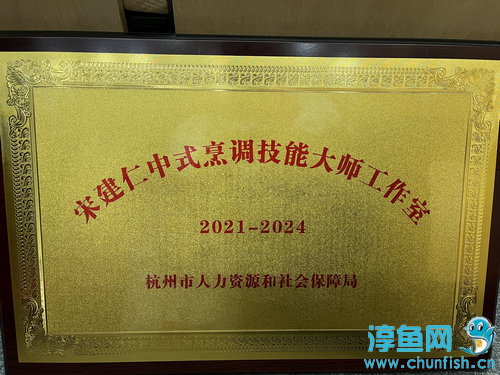 宋建仁中式烹调技能大师工作室
2021-2024
杭州市人力资源和社会保障局
淳鱼网
www.chunfish.cn